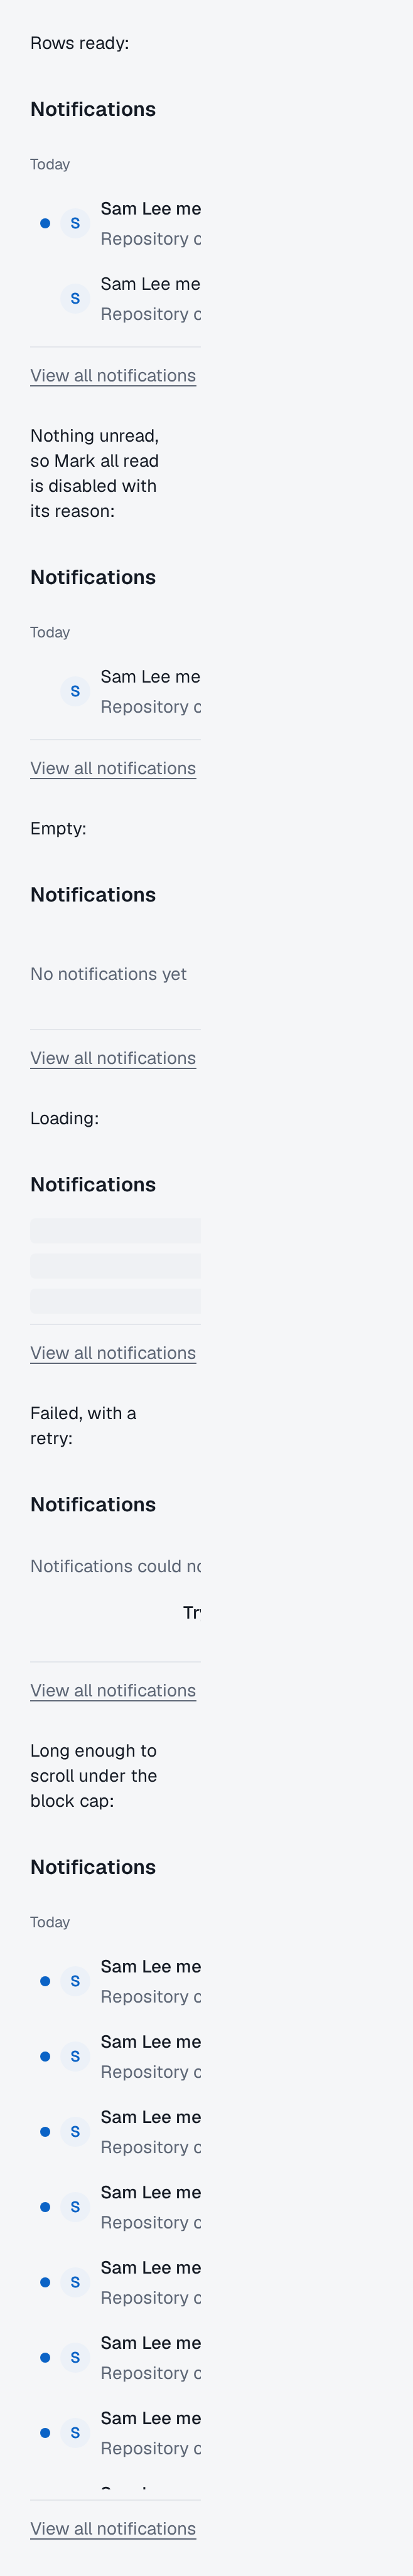 Rows ready:
Notifications
Today
Sam Lee me
S
Repository c
Sam Lee me
S
Repository c
View all notifications
Nothing unread,
so Mark all read
is disabled with
its reason:
Notifications
Today
Sam Lee me
S
Repository c
View all notifications
Empty:
Notifications
No notifications yet
View all notifications
Loading:
Notifications
View all notifications
Failed, with a
retry:
Notifications
Notifications could no
View all notifications
Long enough to
scroll under the
block cap:
Notifications
Today
Sam Lee me
S
Repository c
Sam Lee me
S
Repository c
Sam Lee me
S
Repository c
Sam Lee me
S
Repository c
Sam Lee me
S
Repository c
Sam Lee me
S
Repository c
Sam Lee me
S
Repository c
View all notifications